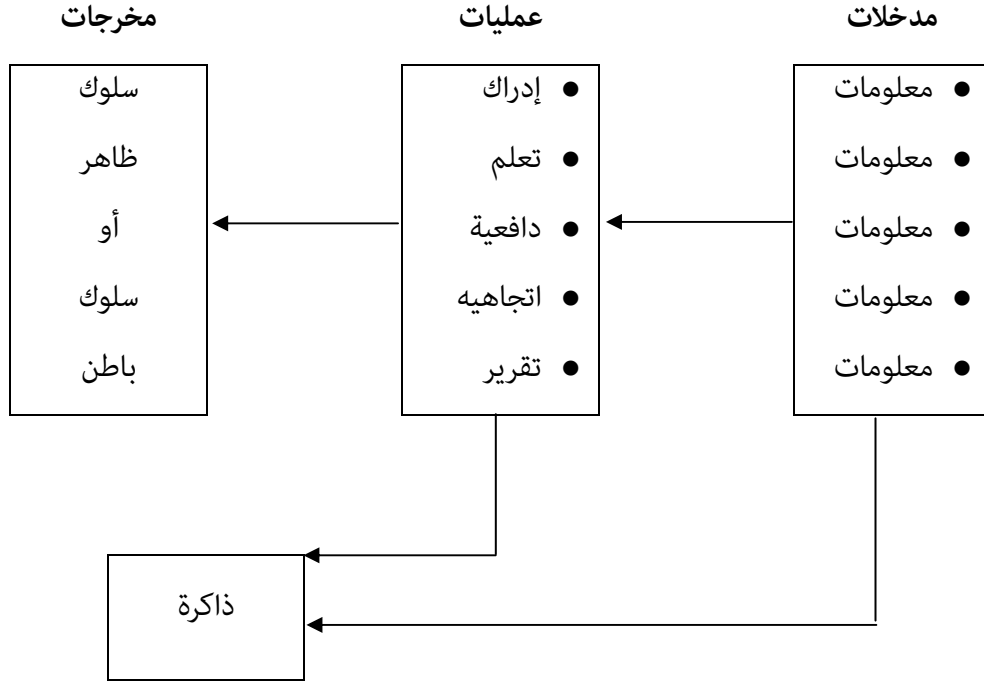 مدخلات
عمليات
مخرجات
● معلومات
● معلومات
● معلومات
● معلومات
● معلومات
● إدراك
● تعلم
● دافعية
● اتجاهيه
● تقرير
سلوك
ظاهر
أو
سلوك
باطن
ذاكرة